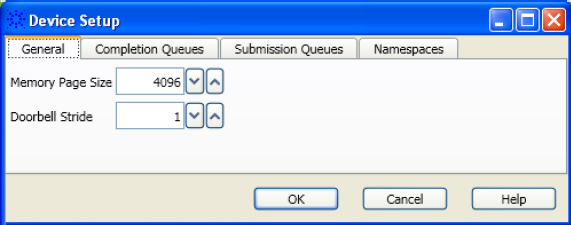 Device Setup
General Completion Queues Submission Queues Namespaces
Memory Page Size 4096
Doorbell Stride 1
OK Cancel Help